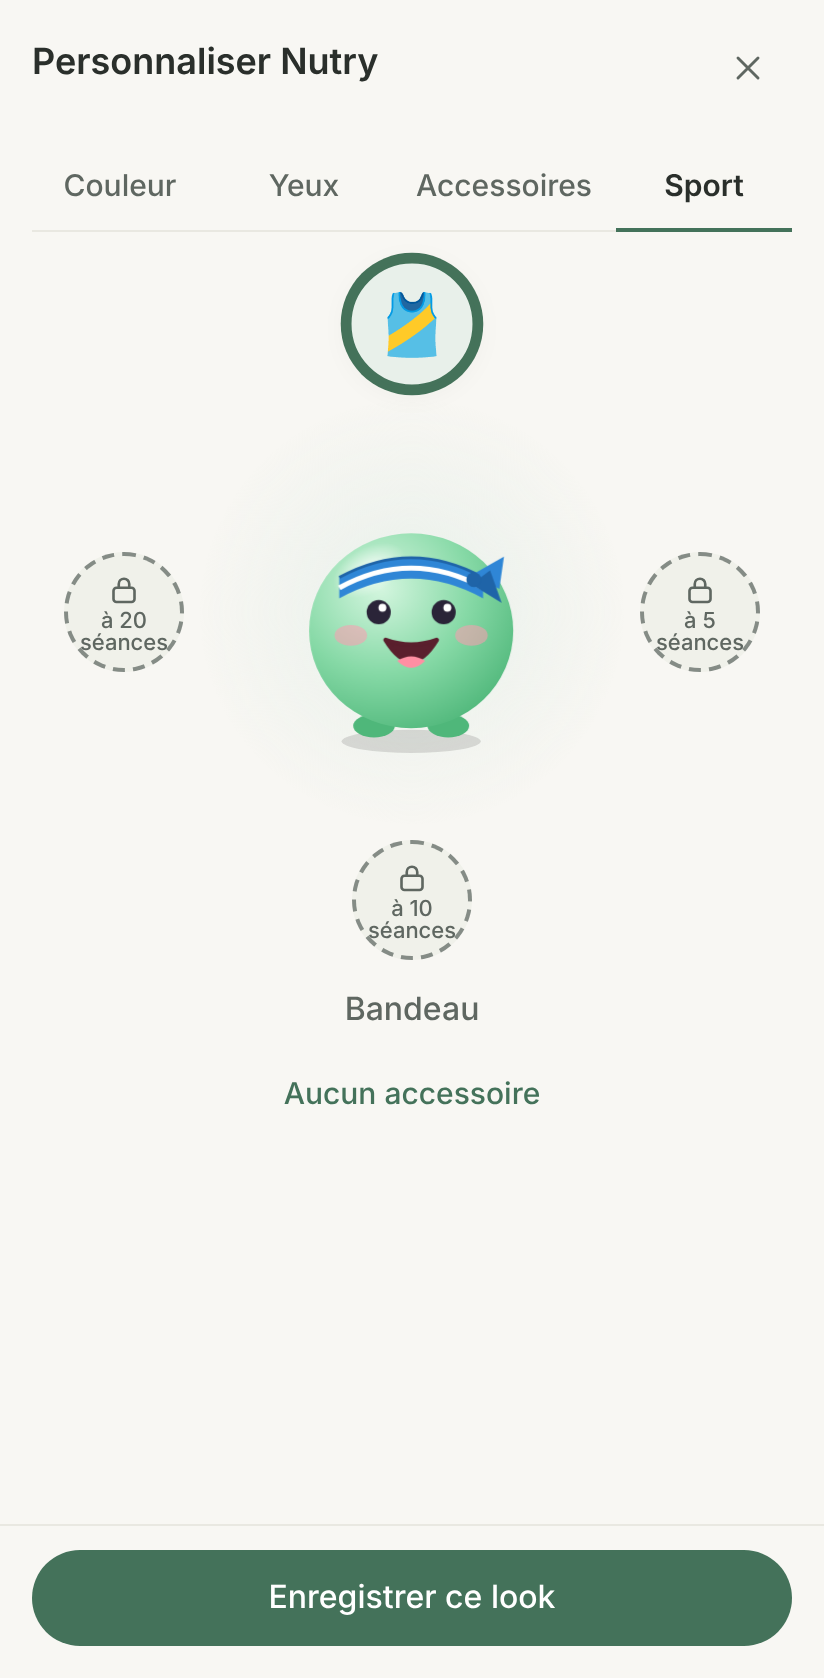 Personnaliser Nutry
Couleur
Yeux
Accessoires
Sport
à 20
séances
à 5
séances
à 10
séances
Bandeau
Aucun accessoire
Enregistrer ce look